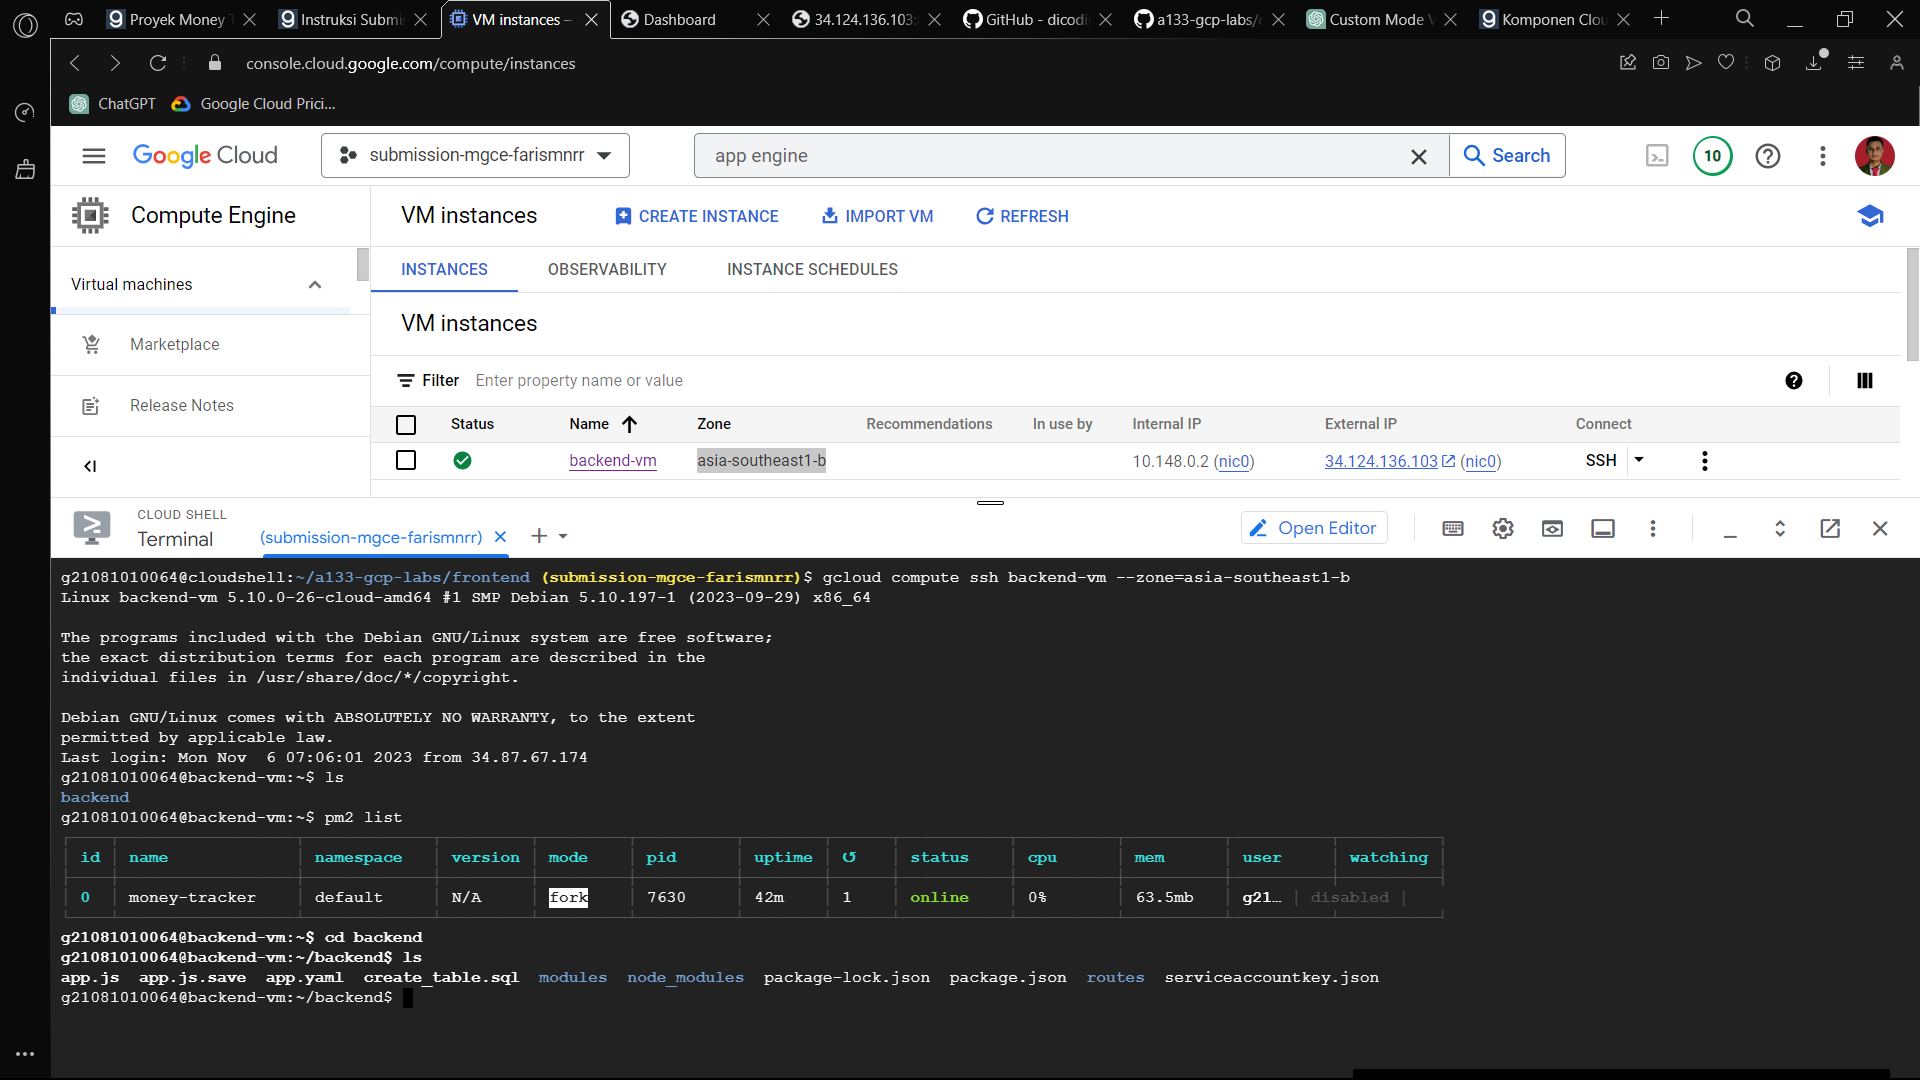 Proyek Money T
Instruksi Submis
VM instances –
Dashboard
34.124.136.103:
GitHub - dicodi
a133-gcp-labs/
Custom Mode V
Komponen Clou
console.cloud.google.com/compute/instances
ChatGPT
Google Cloud Prici...
Google Cloud
submission-mgce-farismnrr
app engine
Search
10
Compute Engine
VM instances
CREATE INSTANCE
IMPORT VM
REFRESH
Virtual machines
INSTANCES
OBSERVABILITY
INSTANCE SCHEDULES
Marketplace
Release Notes
VM instances
Filter
Enter property name or value
Status Name Zone Recommendations In use by Internal IP External IP Connect
backend-vm asia-southeast1-b 10.148.0.2 (nic0) 34.124.136.103 (nic0) SSH
CLOUD SHELL
Terminal
(submission-mgce-farismnrr)
Open Editor
g21081010064@cloudshell:~/a133-gcp-labs/frontend (submission-mgce-farismnrr)$ gcloud compute ssh backend-vm --zone=asia-southeast1-b
Linux backend-vm 5.10.0-26-cloud-amd64 #1 SMP Debian 5.10.197-1 (2023-09-29) x86_64
The programs included with the Debian GNU/Linux system are free software;
the exact distribution terms for each program are described in the
individual files in /usr/share/doc/*/copyright.
Debian GNU/Linux comes with ABSOLUTELY NO WARRANTY, to the extent
permitted by applicable law.
Last login: Mon Nov  6 07:06:01 2023 from 34.87.67.174
g21081010064@backend-vm:~$ ls
backend
g21081010064@backend-vm:~$ pm2 list
id name namespace version mode pid uptime ↺ status cpu mem user watching
0 money-tracker default N/A fork 7630 42m 1 online 0% 63.5mb g21… disabled
g21081010064@backend-vm:~$ cd backend
g21081010064@backend-vm:~/backend$ ls
app.js  app.js.save  app.yaml  create_table.sql  modules  node_modules  package-lock.json  package.json  routes  serviceaccountkey.json
g21081010064@backend-vm:~/backend$